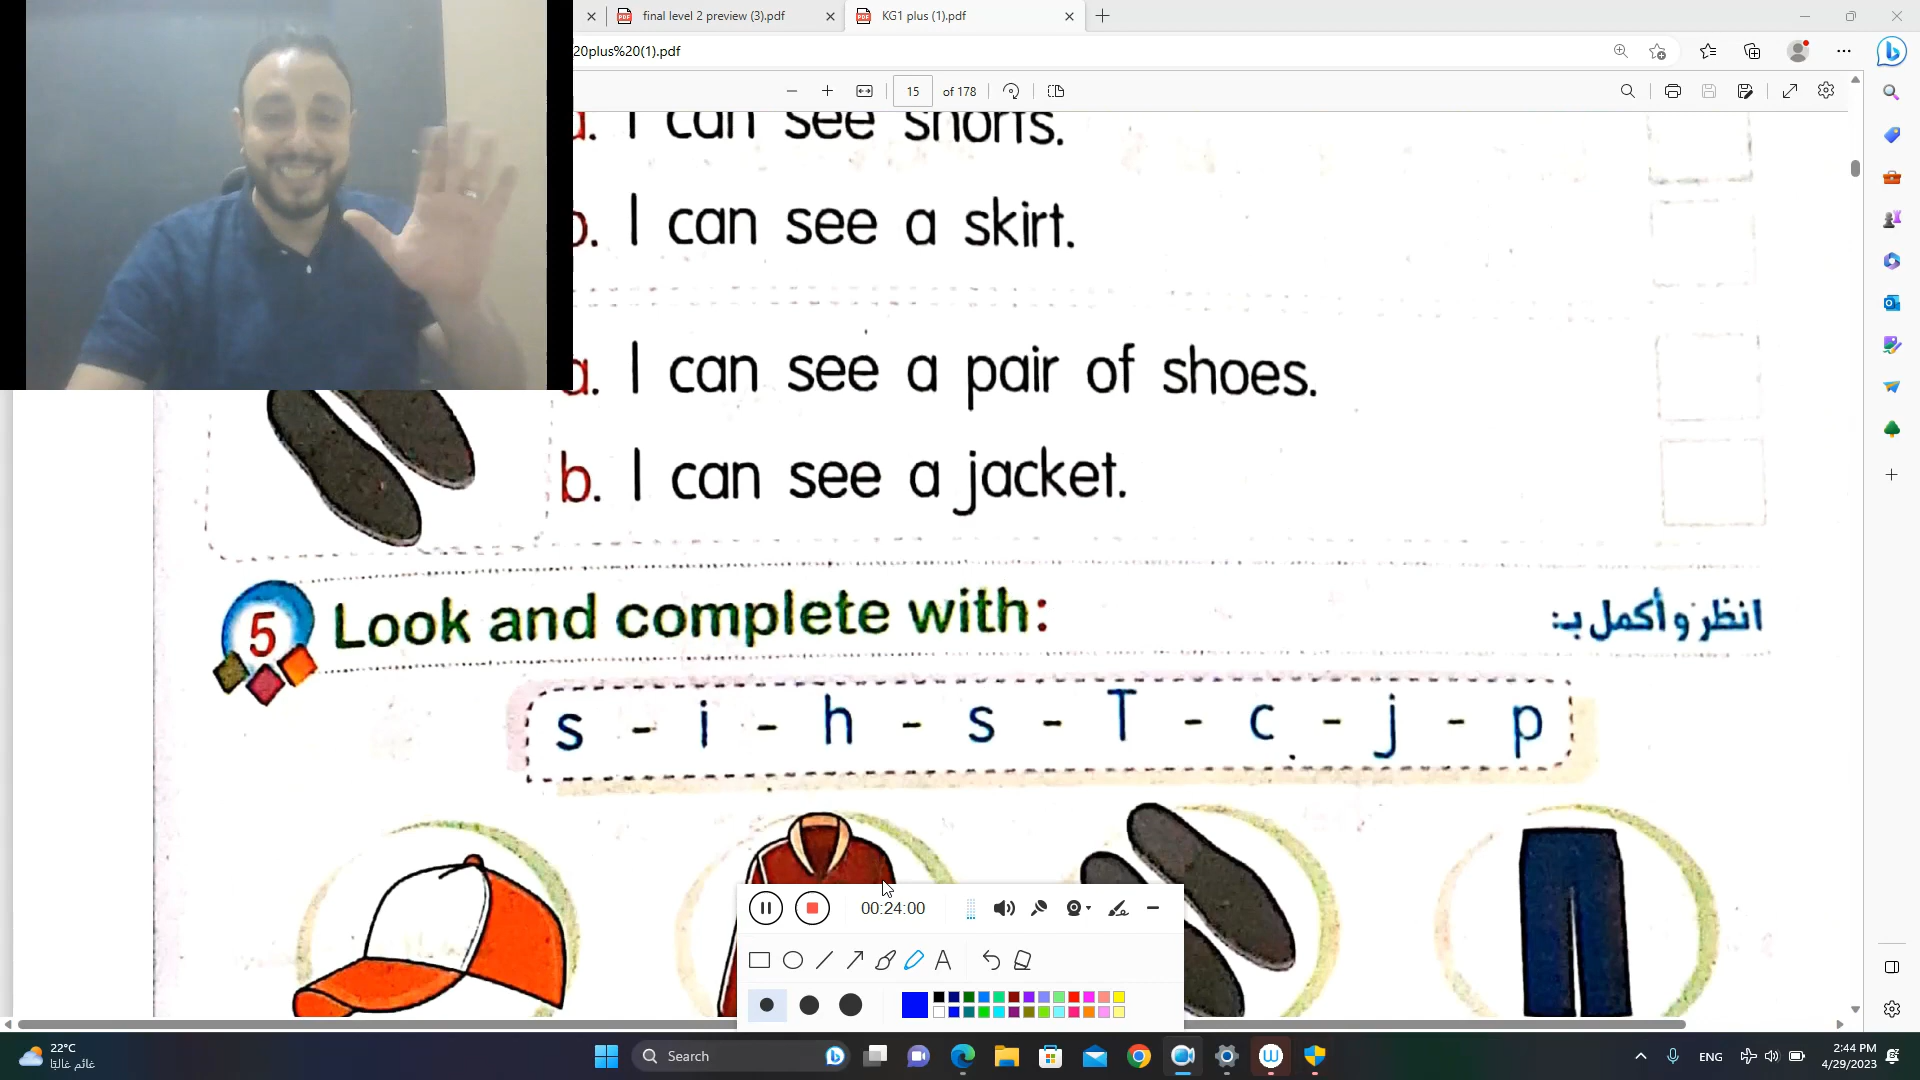 final level 2 preview (3).pdf
KG1 plus (1).pdf
20plus%20(1).pdf
15 of 178
a. I can see shorts.
b. I can see a skirt.
a. I can see a pair of shoes.
b. I can see a jacket.
5 Look and complete with:
انظر وأكمل بـ:
s - i - h - s - T - c - j - p
00:24:00
A
22°C
غائم غالبًا
Search
ENG
2:44 PM
4/29/2023